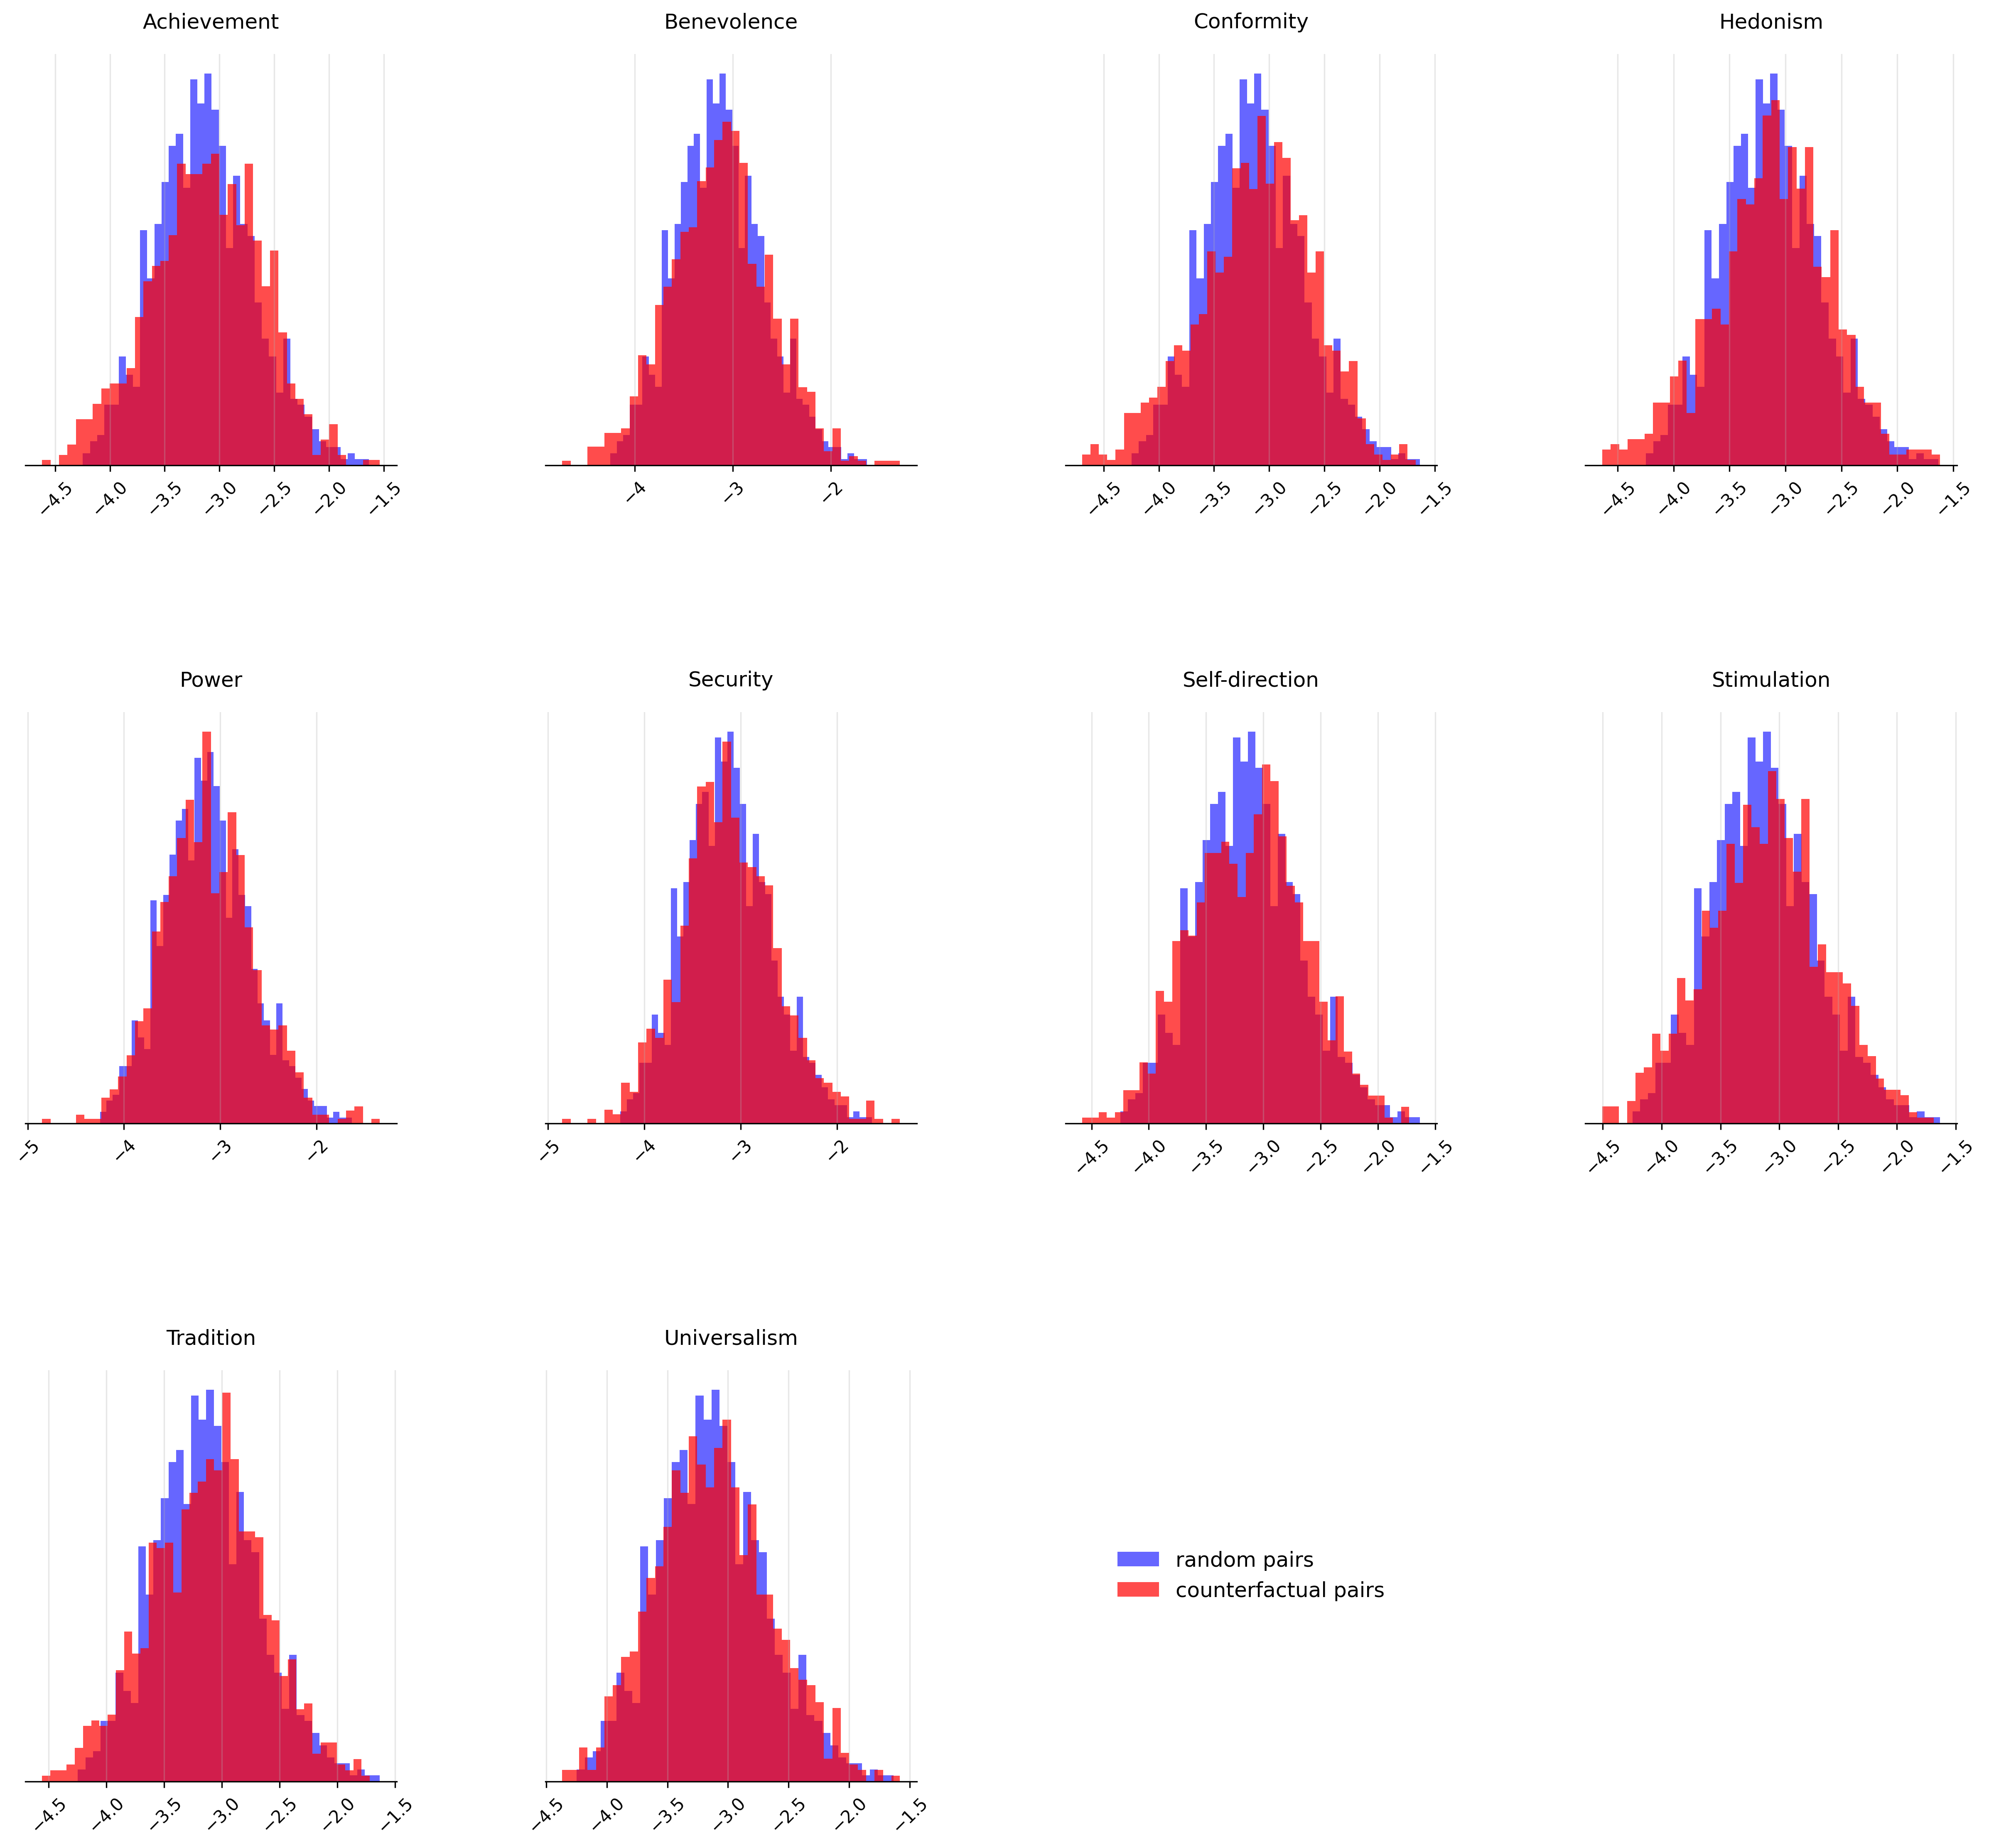 Achievement Benevolence Conformity Hedonism
−4.5 −4.0 −3.5 −3.0 −2.5 −2.0 −1.5 −4 −3 −2 −4.5 −4.0 −3.5 −3.0 −2.5 −2.0 −1.5 −4.5 −4.0 −3.5 −3.0 −2.5 −2.0 −1.5
Power Security Self-direction Stimulation
−5 −4 −3 −2 −5 −4 −3 −2 −4.5 −4.0 −3.5 −3.0 −2.5 −2.0 −1.5 −4.5 −4.0 −3.5 −3.0 −2.5 −2.0 −1.5
Tradition Universalism
random pairs
counterfactual pairs
−4.5 −4.0 −3.5 −3.0 −2.5 −2.0 −1.5 −4.5 −4.0 −3.5 −3.0 −2.5 −2.0 −1.5